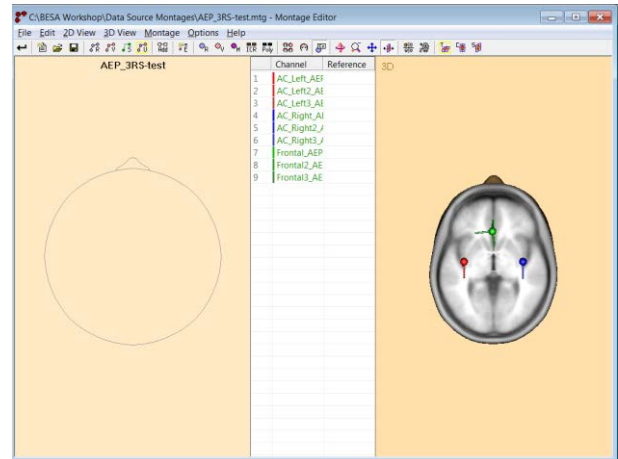 C:\BESA Workshop\Data Source Montages\AEP_3RS-test.mtg - Montage Editor
File Edit 2D View 3D View Montage Options Help
AEP_3RS-test
Channel Reference
3D
1 AC_Left_AEF
2 AC_Left2_AE
3 AC_Left3_AE
4 AC_Right_AI
5 AC_Right2_A
6 AC_Right3_A
7 Frontal_AEP
8 Frontal2_AE
9 Frontal3_AE